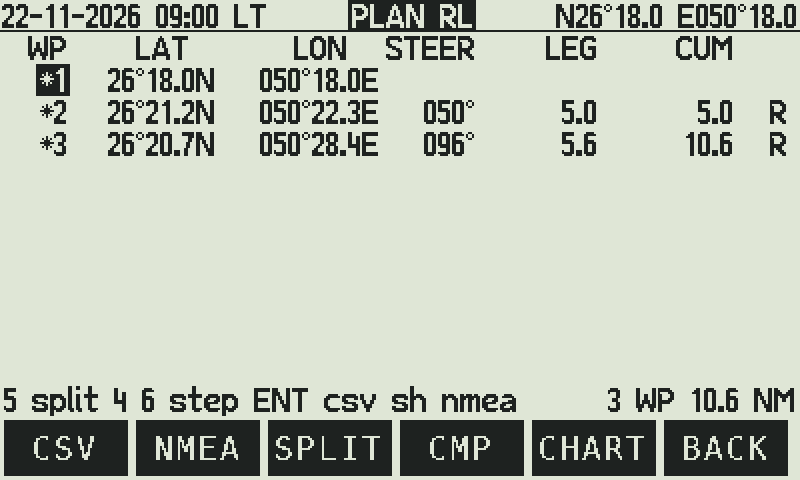 22-11-2026 09:00 LT PLAN RL N26°18.0 E050°18.0
WP LAT LON STEER LEG CUM
*1 26°18.0N 050°18.0E
*2 26°21.2N 050°22.3E 050° 5.0 5.0 R
*3 26°20.7N 050°28.4E 096° 5.6 10.6 R
5 split 4 6 step ENT csv sh nmea 3 WP 10.6 NM
CSV NMEA SPLIT CMP CHART BACK